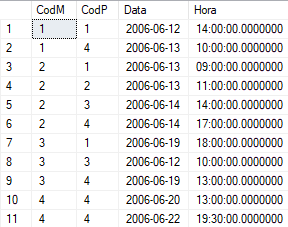 CodM CodP Data Hora
1 1 1 2006-06-12 14:00:00.0000000
2 1 4 2006-06-13 10:00:00.0000000
3 2 1 2006-06-13 09:00:00.0000000
4 2 2 2006-06-13 11:00:00.0000000
5 2 3 2006-06-14 14:00:00.0000000
6 2 4 2006-06-14 17:00:00.0000000
7 3 1 2006-06-19 18:00:00.0000000
8 3 3 2006-06-12 10:00:00.0000000
9 3 4 2006-06-19 13:00:00.0000000
10 4 4 2006-06-20 13:00:00.0000000
11 4 4 2006-06-22 19:30:00.0000000